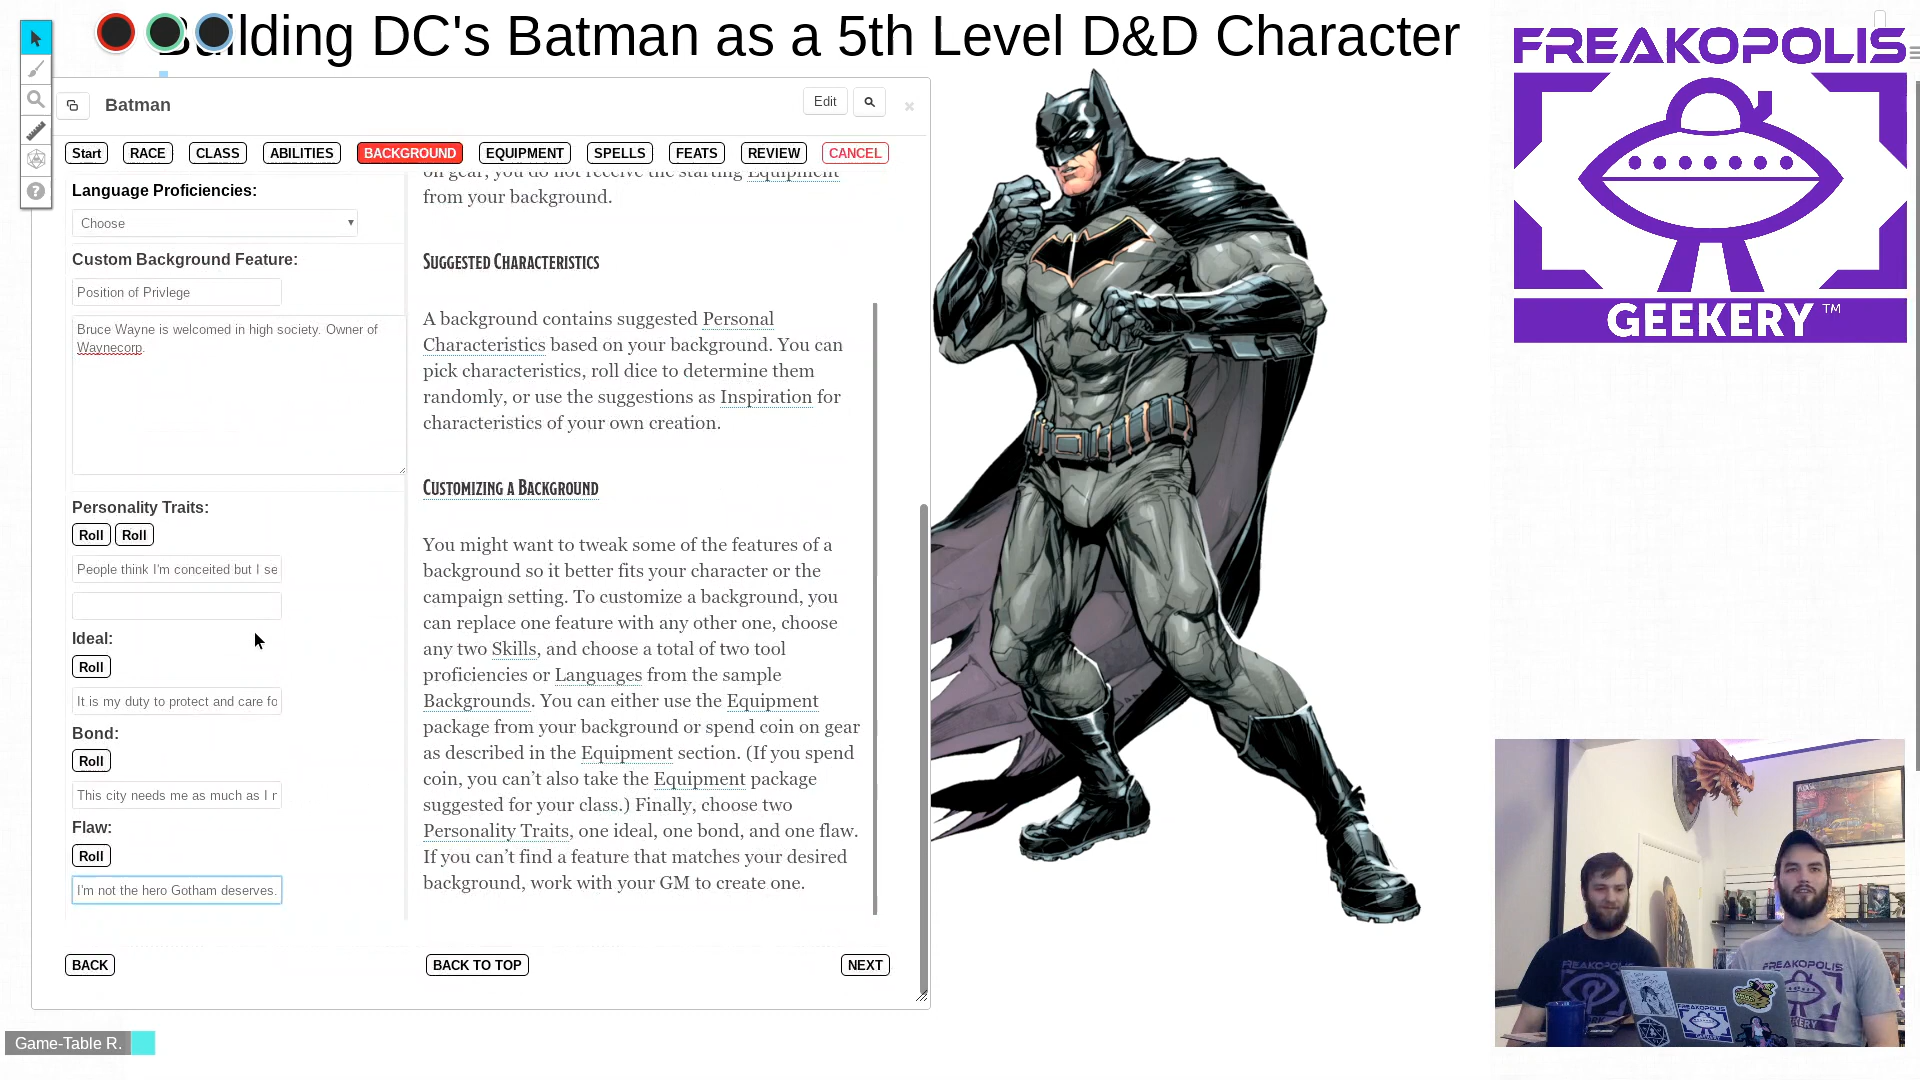 Building DC's Batman as a 5th Level D&D Character
FREAKOPOLIS
GEEKERY™
Batman
Edit
Start
RACE
CLASS
ABILITIES
BACKGROUND
EQUIPMENT
SPELLS
FEATS
REVIEW
CANCEL
Language Proficiencies:
Choose
Custom Background Feature:
Position of Privlege
Bruce Wayne is welcomed in high society. Owner of
Waynecorp.
Personality Traits:
Roll
Roll
People think I'm conceited but I se
Ideal:
Roll
It is my duty to protect and care fo
Bond:
Roll
This city needs me as much as I n
Flaw:
Roll
I'm not the hero Gotham deserves.
on gear, you do not receive the starting Equipment
from your background.
Suggested Characteristics
A background contains suggested Personal
Characteristics based on your background. You can
pick characteristics, roll dice to determine them
randomly, or use the suggestions as Inspiration for
characteristics of your own creation.
Customizing a Background
You might want to tweak some of the features of a
background so it better fits your character or the
campaign setting. To customize a background, you
can replace one feature with any other one, choose
any two Skills, and choose a total of two tool
proficiencies or Languages from the sample
Backgrounds. You can either use the Equipment
package from your background or spend coin on gear
as described in the Equipment section. (If you spend
coin, you can't also take the Equipment package
suggested for your class.) Finally, choose two
Personality Traits, one ideal, one bond, and one flaw.
If you can't find a feature that matches your desired
background, work with your GM to create one.
BACK
BACK TO TOP
NEXT
Game-Table R.
FREAKOPOLIS